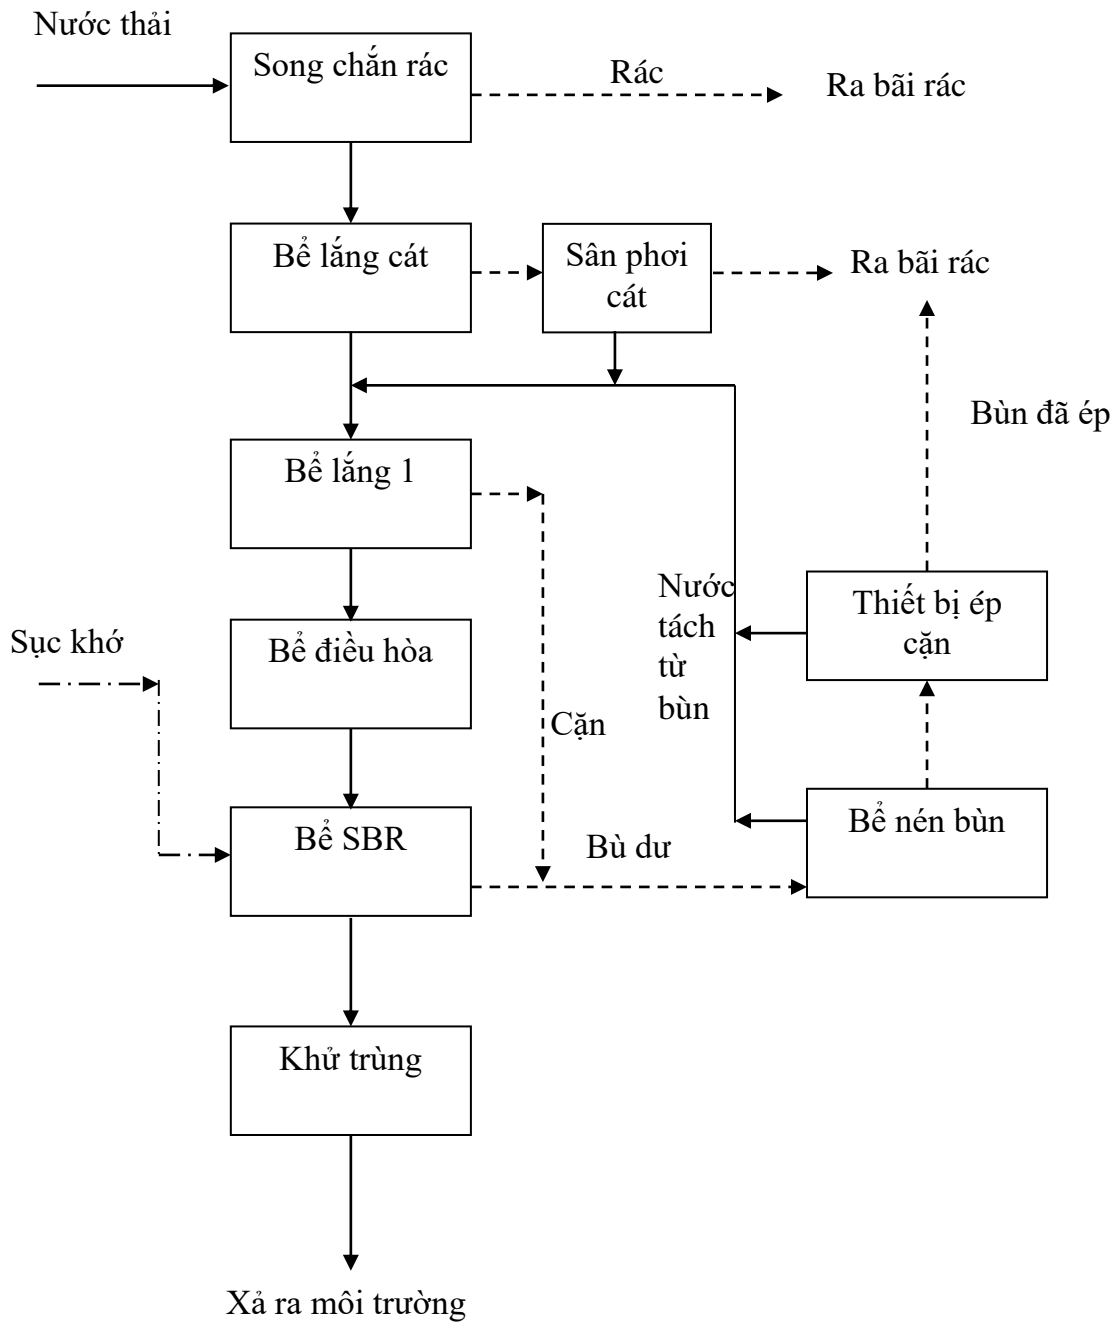 Nước thải
Song chắn rác
Rác
Ra bãi rác
Bể lắng cát
Sân phơi
cát
Ra bãi rác
Bùn đã ép
Bể lắng 1
Nước
tách
từ
bùn
Thiết bị ép
cặn
Sục khớ
Bể điều hòa
Cặn
Bể SBR
Bù dư
Bể nén bùn
Khử trùng
Xả ra môi trường